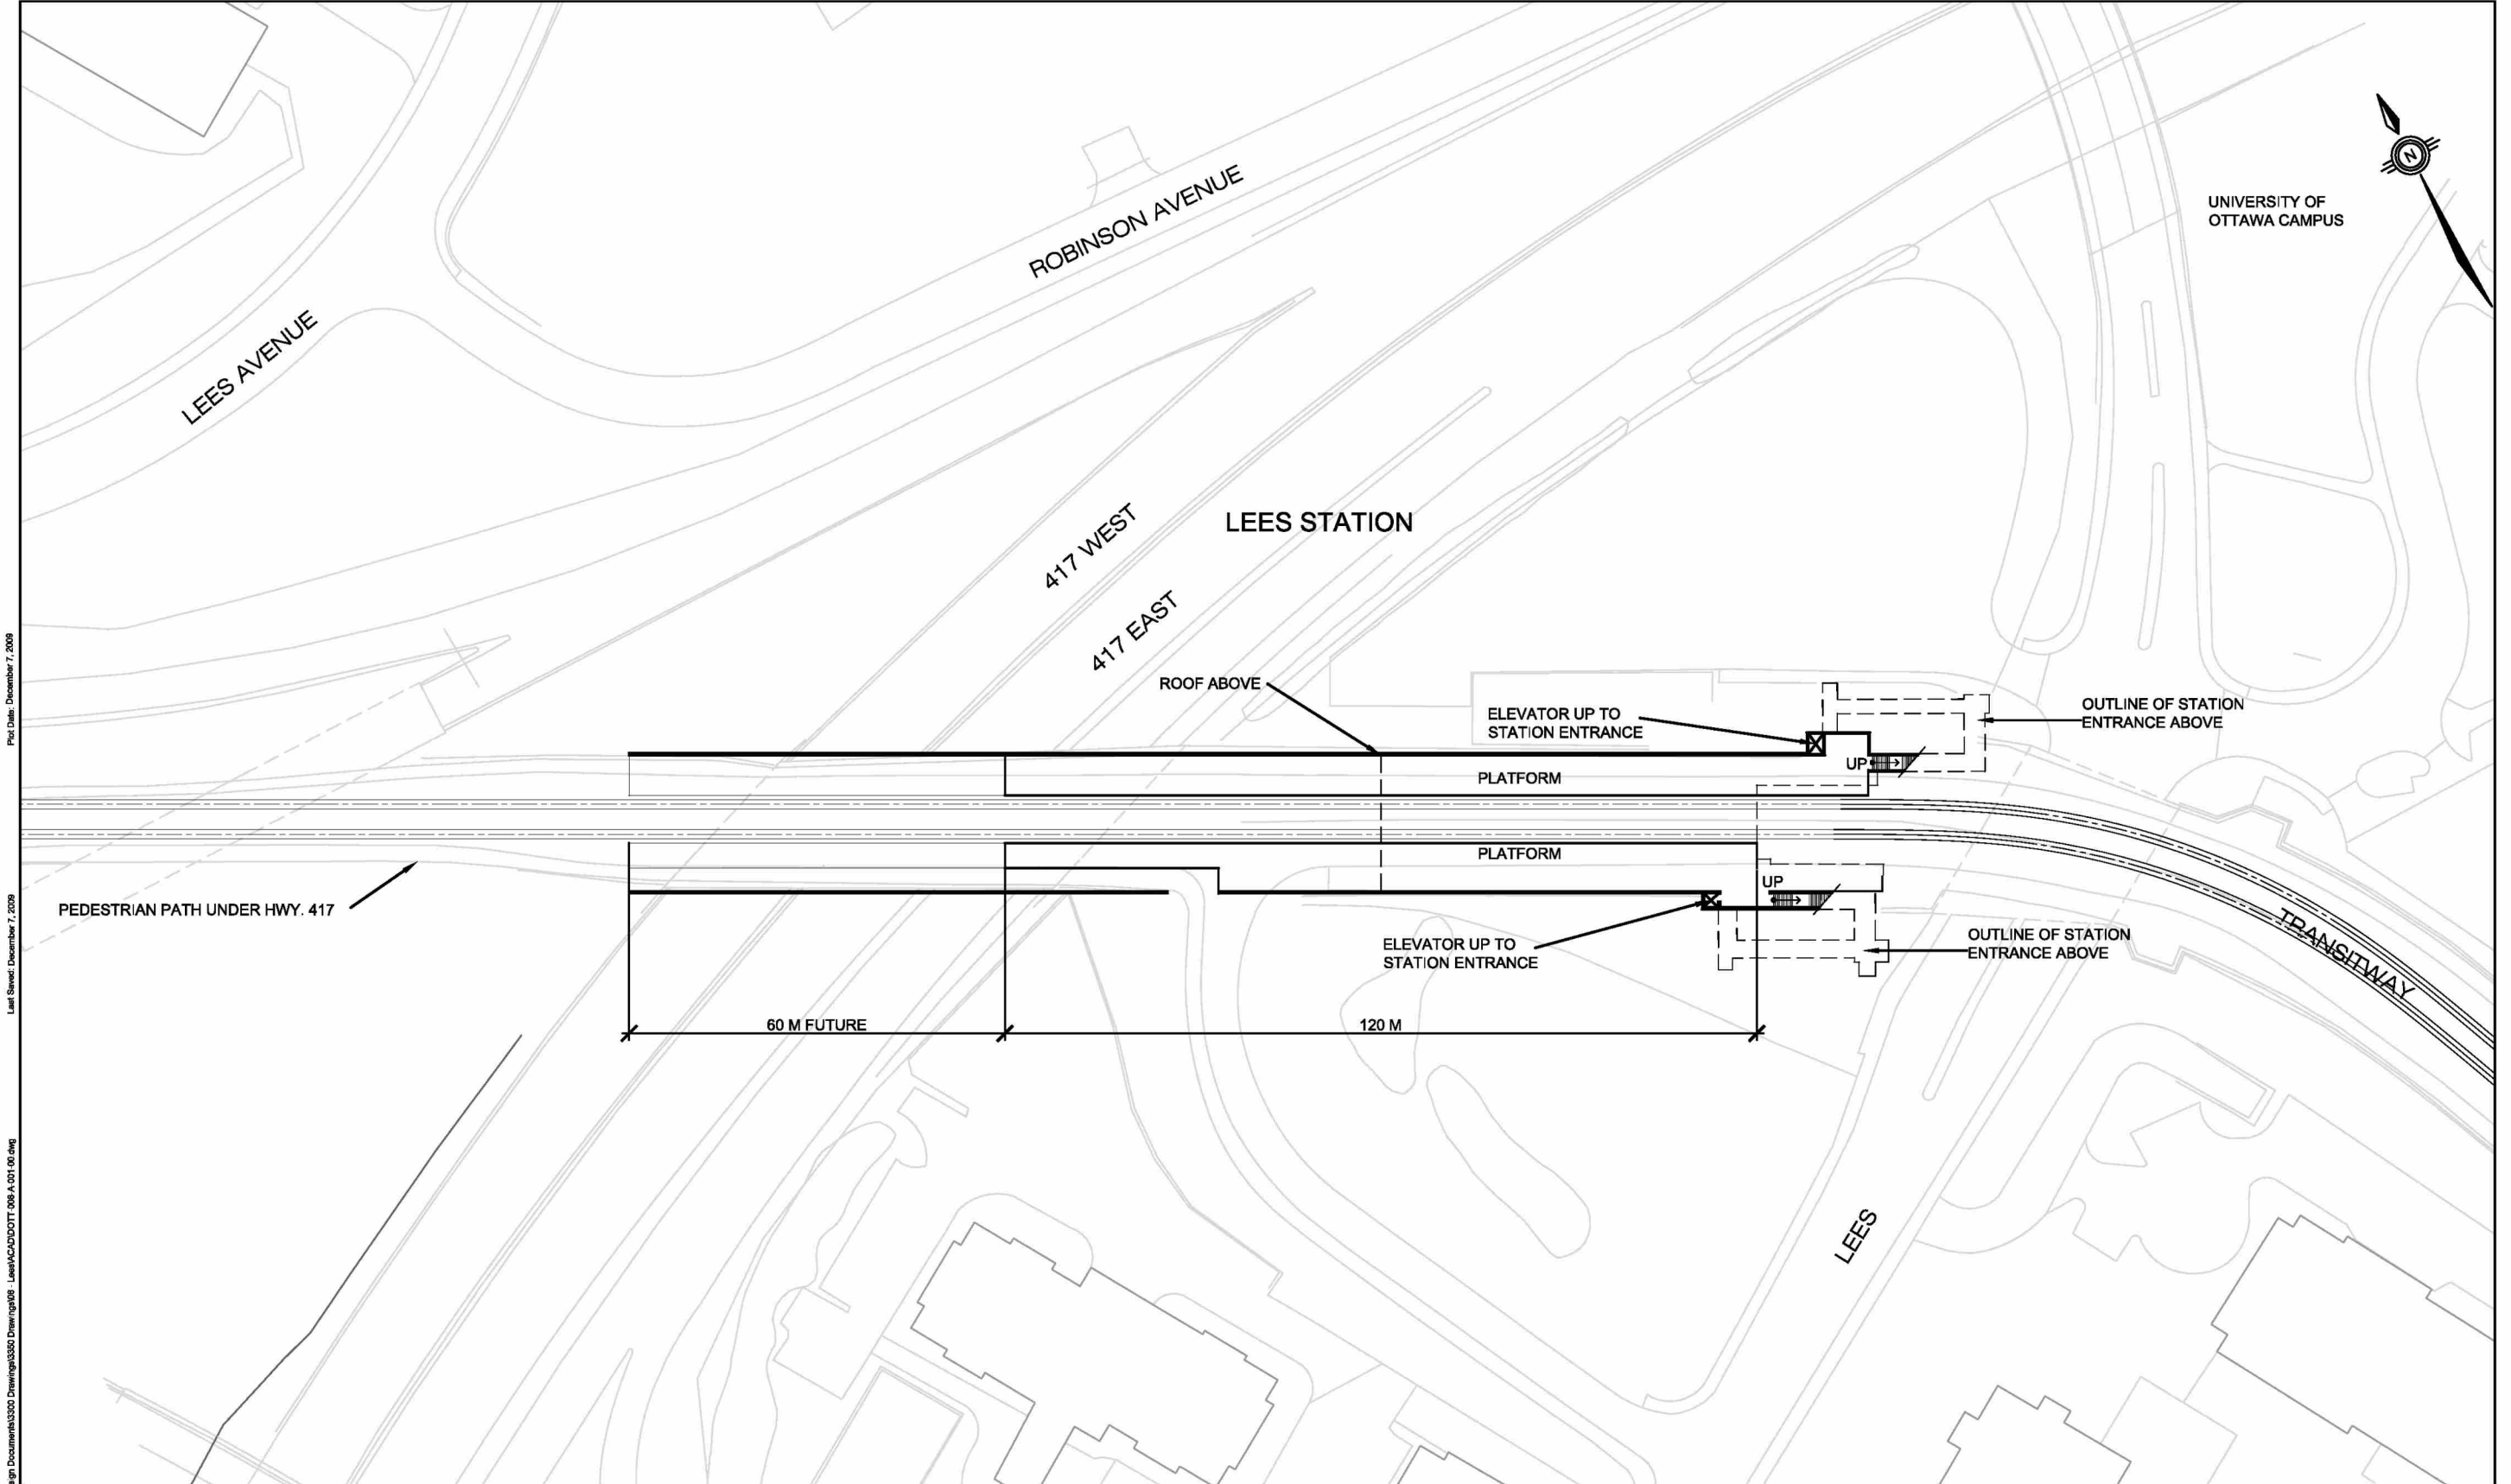 UNIVERSITY OF
OTTAWA CAMPUS
N
ROBINSON AVENUE
LEES AVENUE
LEES STATION
417 WEST
417 EAST
ROOF ABOVE
ELEVATOR UP TO
STATION ENTRANCE
OUTLINE OF STATION
ENTRANCE ABOVE
UP
PLATFORM
PLATFORM
UP
PEDESTRIAN PATH UNDER HWY. 417
ELEVATOR UP TO
STATION ENTRANCE
OUTLINE OF STATION
ENTRANCE ABOVE
TRANSITWAY
60 M FUTURE
120 M
LEES
Plot Date: December 7, 2009
Last Saved: December 7, 2009